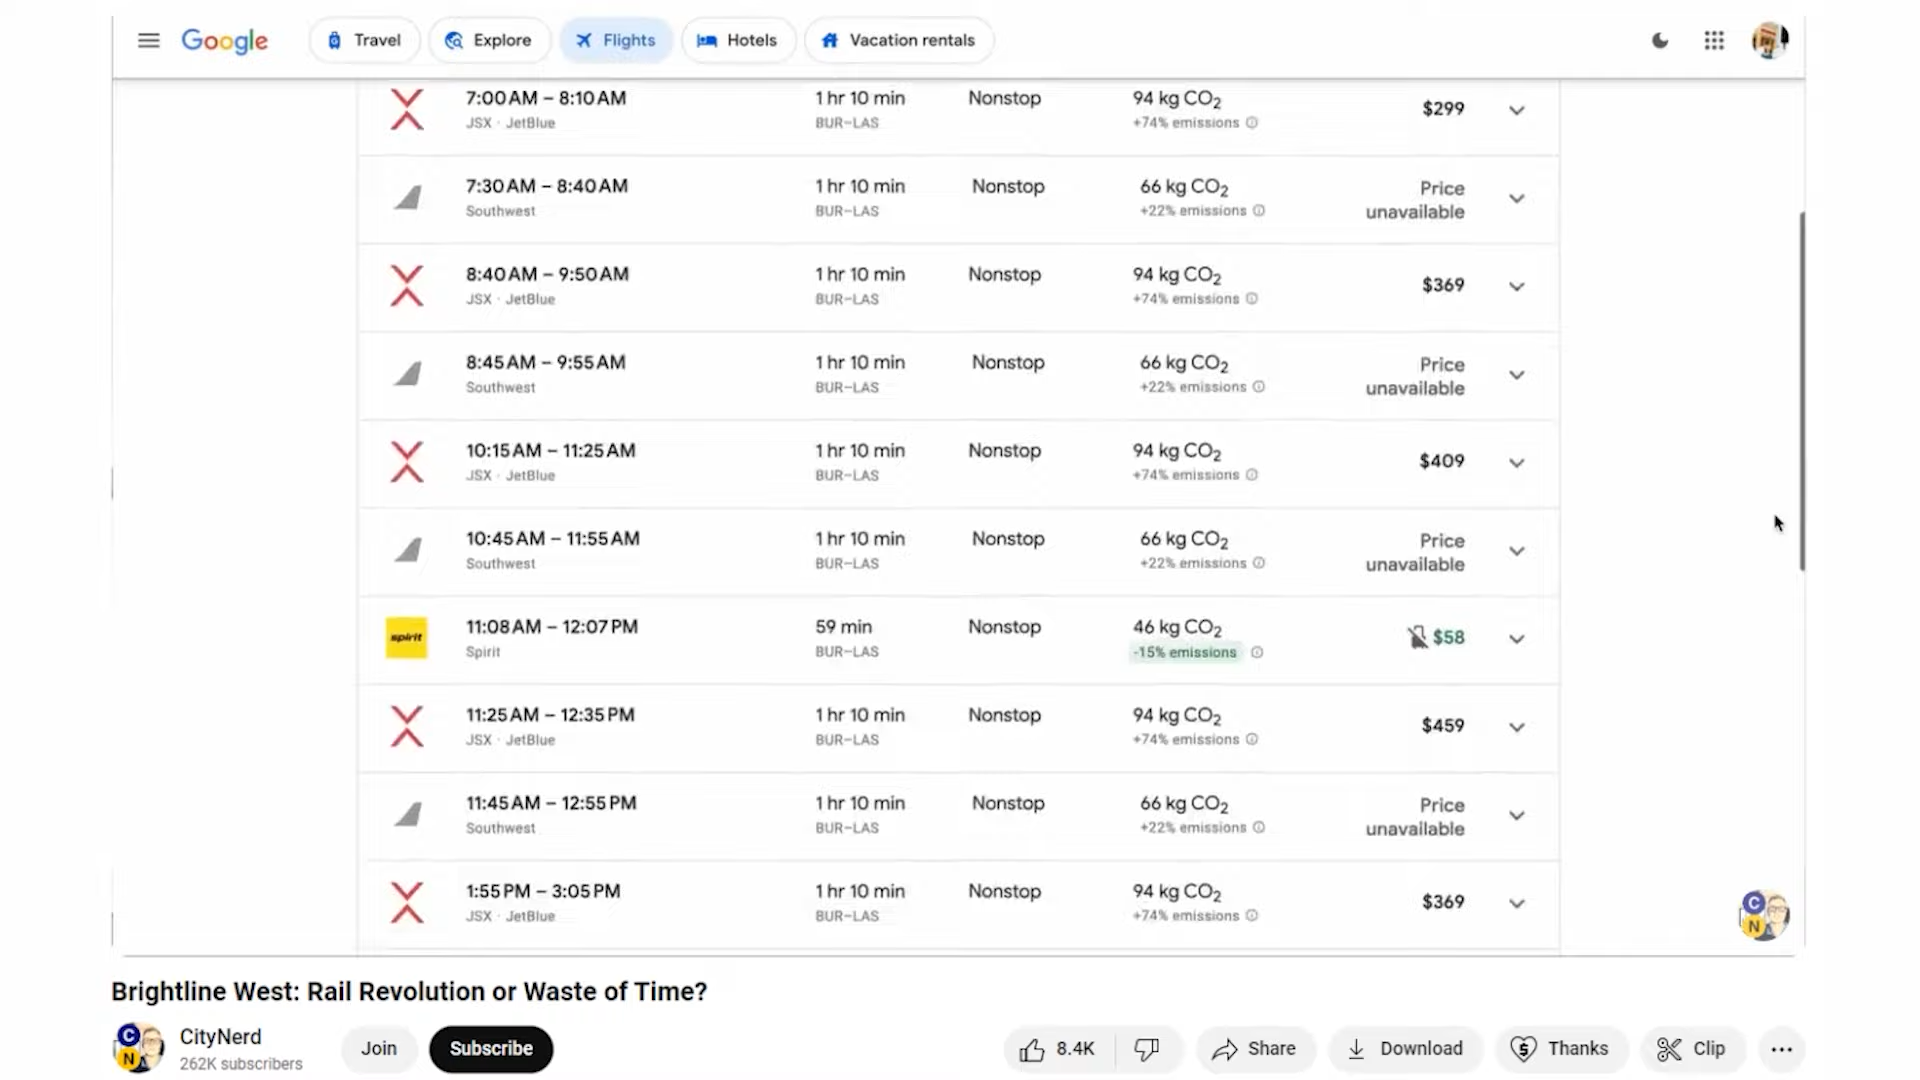 Google
Travel
Explore
Flights
Hotels
Vacation rentals
7:00 AM – 8:10 AM 1 hr 10 min Nonstop 94 kg CO2 $299
JSX · JetBlue BUR–LAS +74% emissions
7:30 AM – 8:40 AM 1 hr 10 min Nonstop 66 kg CO2 Price unavailable
Southwest BUR–LAS +22% emissions
8:40 AM – 9:50 AM 1 hr 10 min Nonstop 94 kg CO2 $369
JSX · JetBlue BUR–LAS +74% emissions
8:45 AM – 9:55 AM 1 hr 10 min Nonstop 66 kg CO2 Price unavailable
Southwest BUR–LAS +22% emissions
10:15 AM – 11:25 AM 1 hr 10 min Nonstop 94 kg CO2 $409
JSX · JetBlue BUR–LAS +74% emissions
10:45 AM – 11:55 AM 1 hr 10 min Nonstop 66 kg CO2 Price unavailable
Southwest BUR–LAS +22% emissions
spirit 11:08 AM – 12:07 PM 59 min Nonstop 46 kg CO2 $58
Spirit BUR–LAS -15% emissions
11:25 AM – 12:35 PM 1 hr 10 min Nonstop 94 kg CO2 $459
JSX · JetBlue BUR–LAS +74% emissions
11:45 AM – 12:55 PM 1 hr 10 min Nonstop 66 kg CO2 Price unavailable
Southwest BUR–LAS +22% emissions
1:55 PM – 3:05 PM 1 hr 10 min Nonstop 94 kg CO2 $369
JSX · JetBlue BUR–LAS +74% emissions
C
N
Brightline West: Rail Revolution or Waste of Time?
C
N
CityNerd
262K subscribers
Join
Subscribe
8.4K
Share
Download
Thanks
Clip